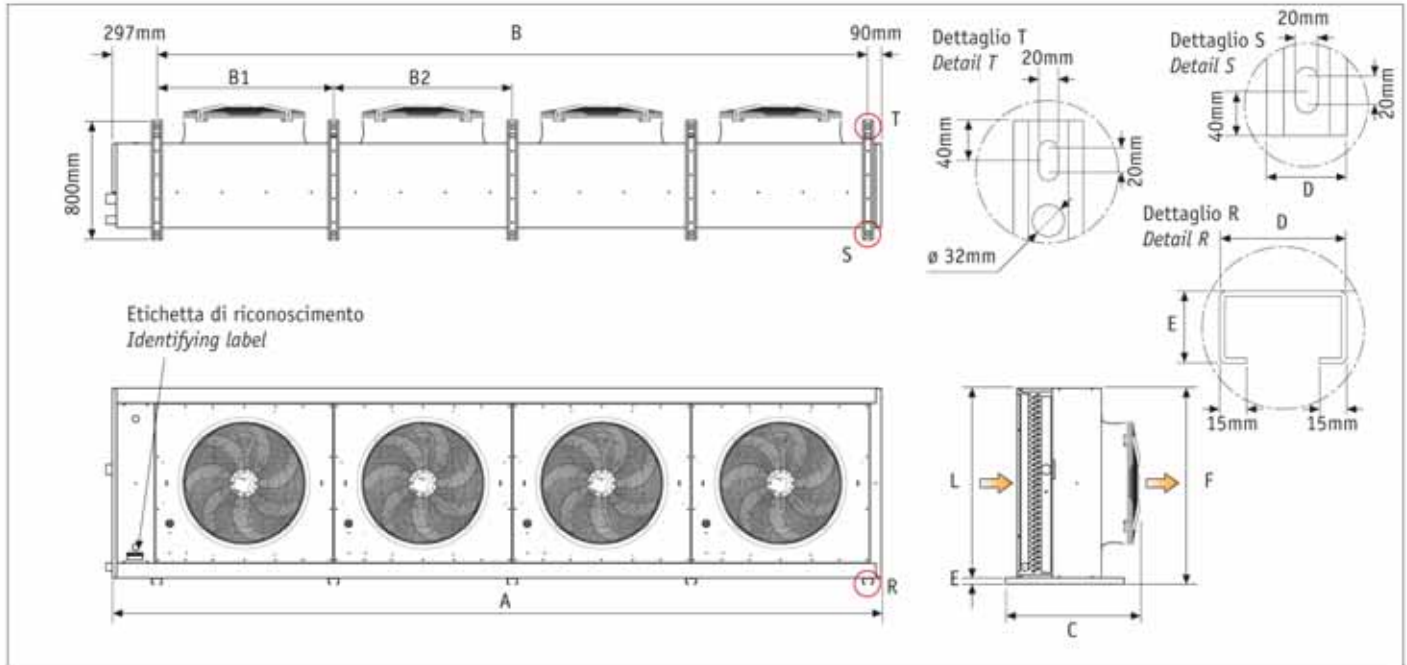 297mm
B
90mm
B1
B2
T
800mm
S
Dettaglio T
Detail T
20mm
40mm
20mm
ø 32mm
Dettaglio S
Detail S
20mm
40mm
20mm
D
Dettaglio R
Detail R
D
E
15mm
15mm
Etichetta di riconoscimento
Identifying label
R
A
L
F
E
C